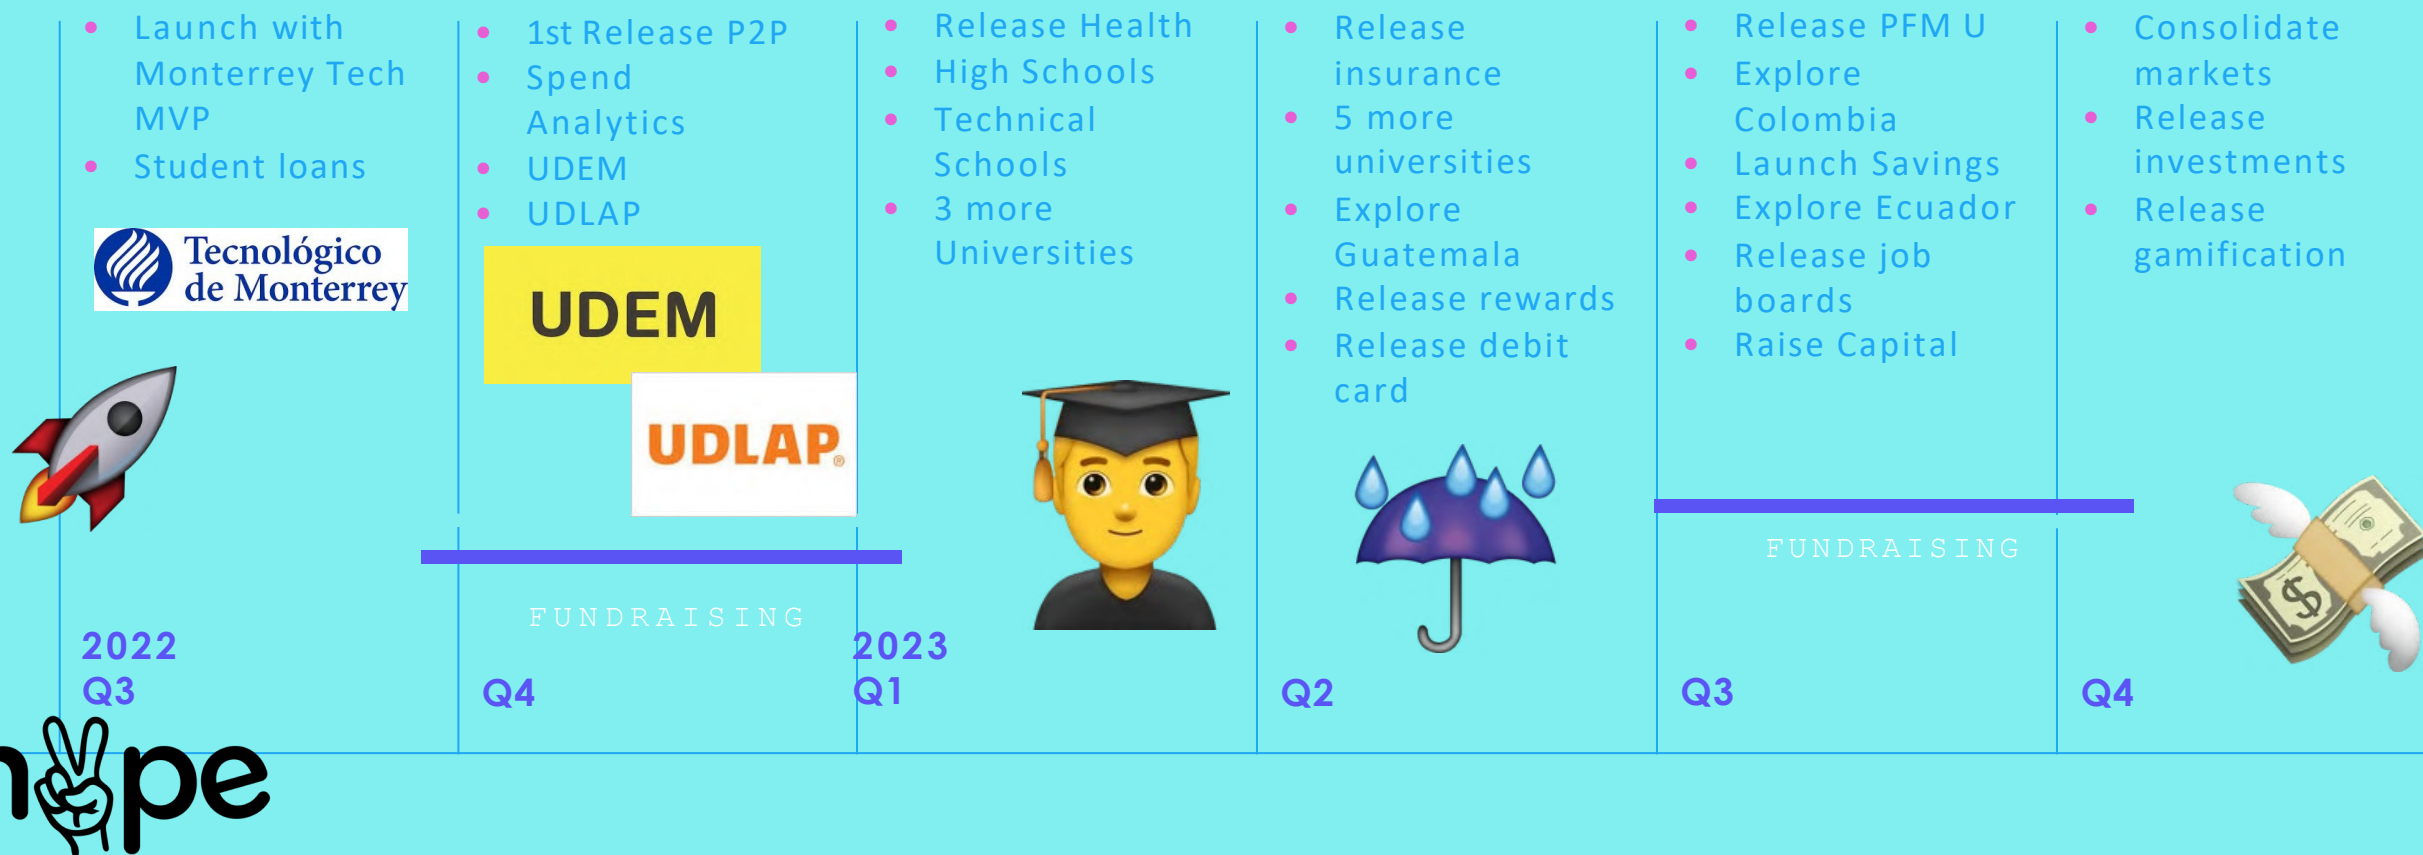 Launch with
Monterrey Tech
MVP
Student loans
Tecnológico
de Monterrey
1st Release P2P
Spend
Analytics
UDEM
UDLAP
UDEM
UDLAP®
Release Health
High Schools
Technical
Schools
3 more
Universities
Release
insurance
5 more
universities
Explore
Guatemala
Release rewards
Release debit
card
Release PFM U
Explore
Colombia
Launch Savings
Explore Ecuador
Release job
boards
Raise Capital
Consolidate
markets
Release
investments
Release
gamification
FUNDRAISING
FUNDRAISING
2022
Q3
Q4
2023
Q1
Q2
Q3
Q4